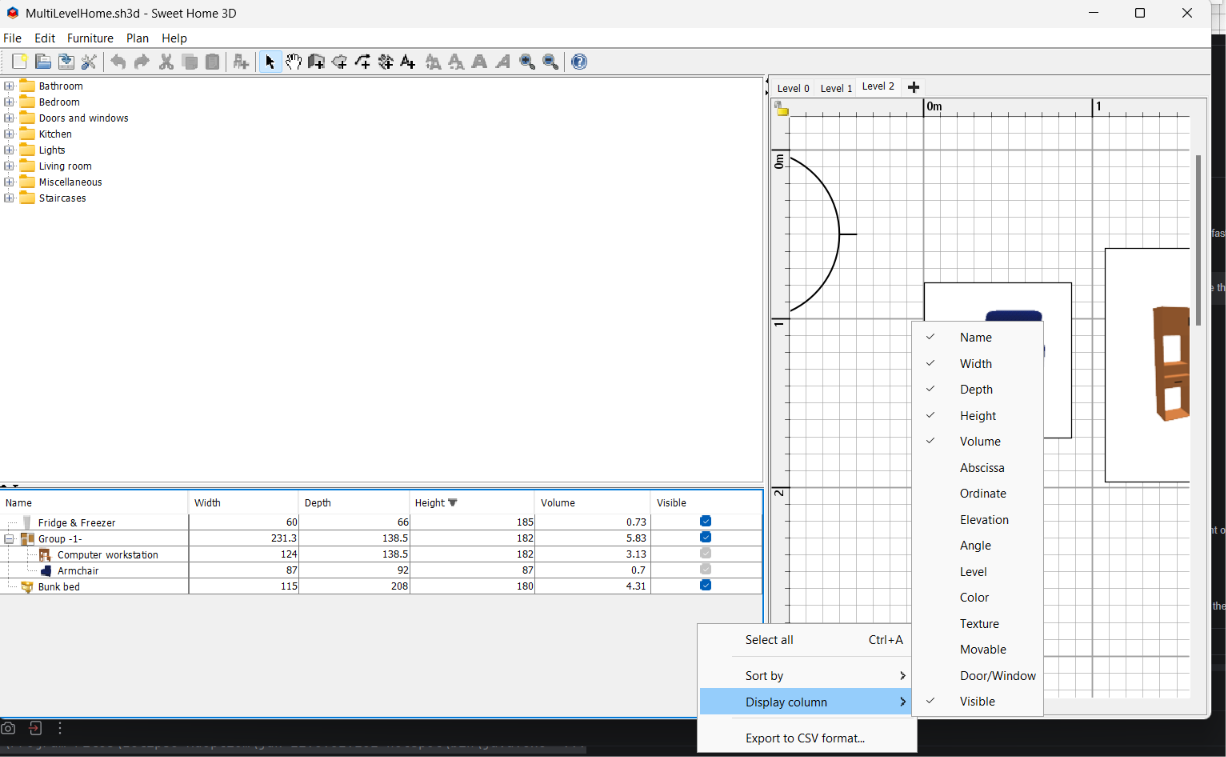 MultiLevelHome.sh3d - Sweet Home 3D
File Edit Furniture Plan Help
Bathroom
Bedroom
Doors and windows
Kitchen
Lights
Living room
Miscellaneous
Staircases
Level 0 Level 1 Level 2
0m 1
0m
1
2
Name Width Depth Height Volume Visible
Fridge & Freezer 60 66 185 0.73
Group -1- 231.3 138.5 182 5.83
Computer workstation 124 138.5 182 3.13
Armchair 87 92 87 0.7
Bunk bed 115 208 180 4.31
Select all Ctrl+A
Sort by
Display column
Export to CSV format...
Name
Width
Depth
Height
Volume
Abscissa
Ordinate
Elevation
Angle
Level
Color
Texture
Movable
Door/Window
Visible